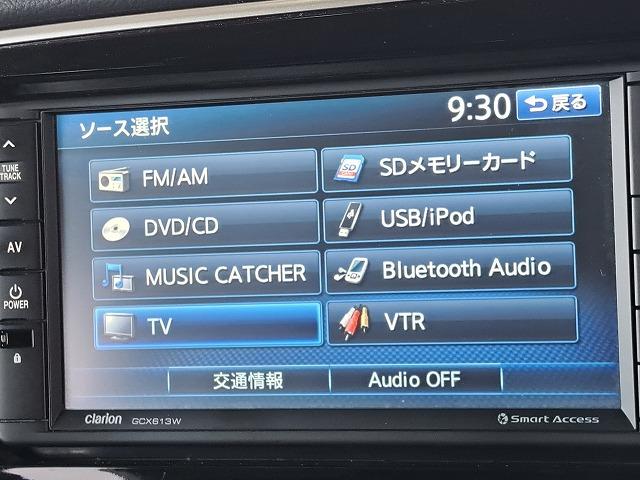 ソース選択
9:30
戻る
FM/AM
SDメモリーカード
DVD/CD
USB/iPod
MUSIC CATCHER
Bluetooth Audio
TV
VTR
交通情報
Audio OFF
TUNE
TRACK
AV
POWER
SD
clarion GCX613W
Smart Access